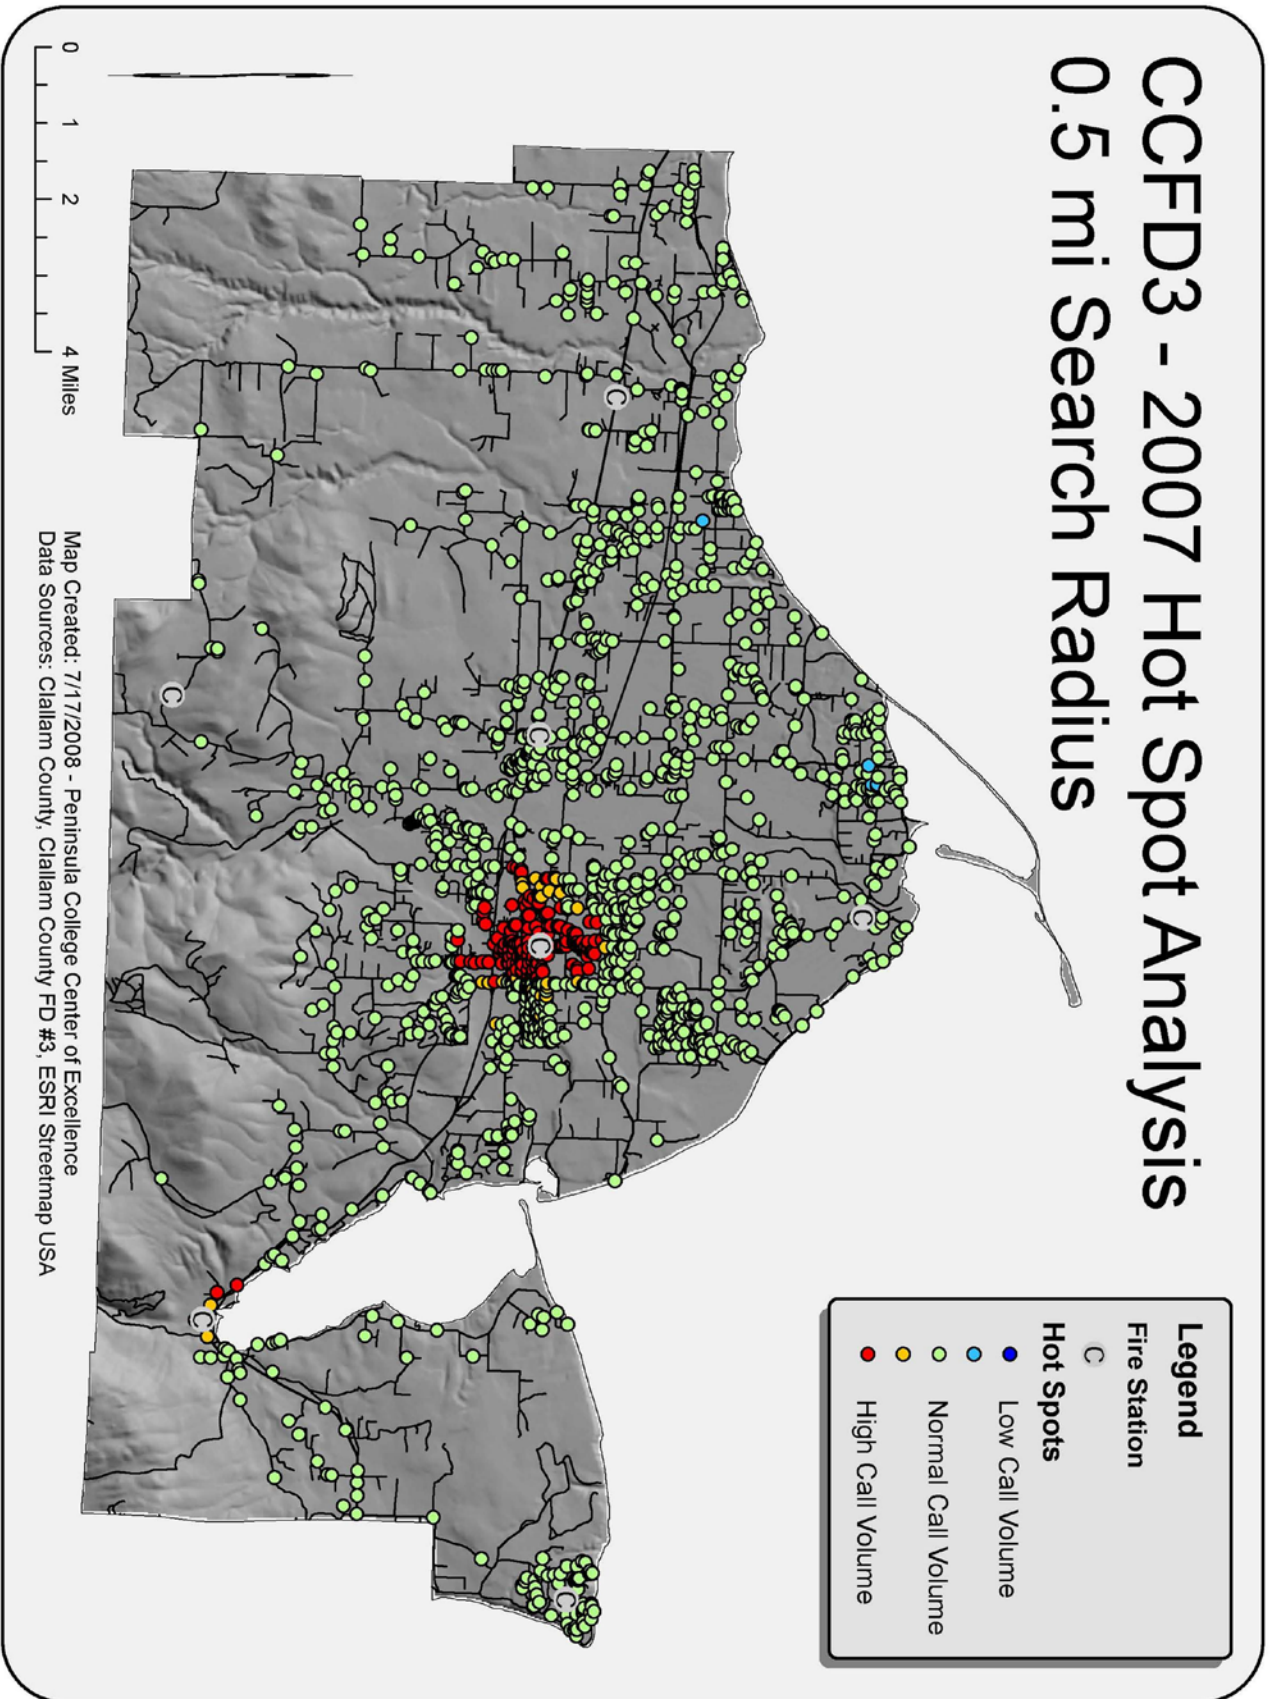 CCFD3 - 2007 Hot Spot Analysis
0.5 mi Search Radius
Legend
Fire Station
C
Hot Spots
Low Call Volume
Normal Call Volume
High Call Volume
C
C
C
C
C
C
C
0 1 2 4 Miles
Map Created: 7/17/2008 - Peninsula College Center of Excellence
Data Sources: Clallam County, Clallam County FD #3, ESRI Streetmap USA